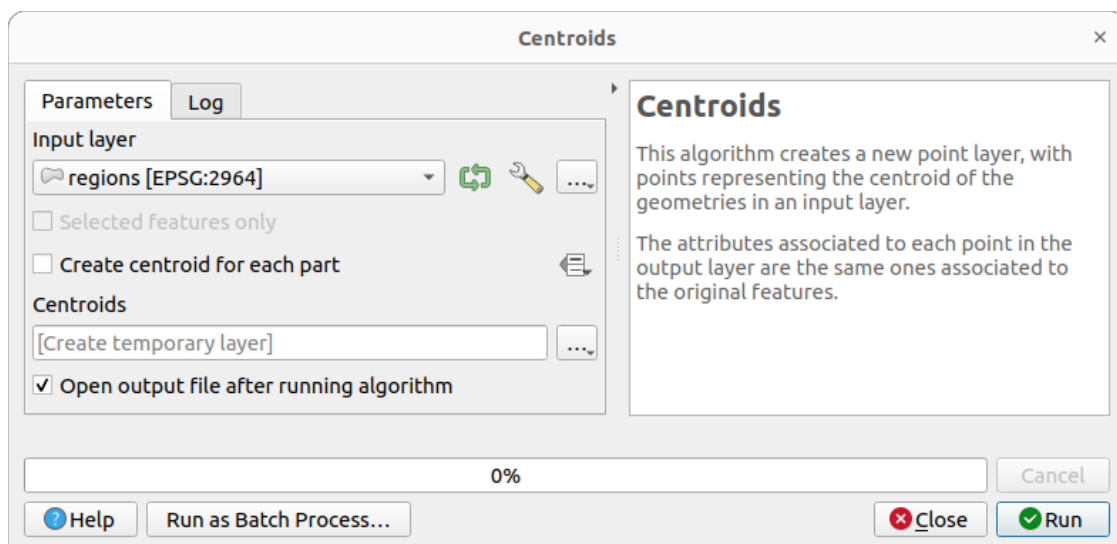 Centroids
Parameters
Log
Input layer
regions [EPSG:2964]
...
Selected features only
Create centroid for each part
Centroids
[Create temporary layer]
...
Open output file after running algorithm
Centroids
This algorithm creates a new point layer, with
points representing the centroid of the
geometries in an input layer.
The attributes associated to each point in the
output layer are the same ones associated to
the original features.
0%
Cancel
Help
Run as Batch Process...
Close
Run